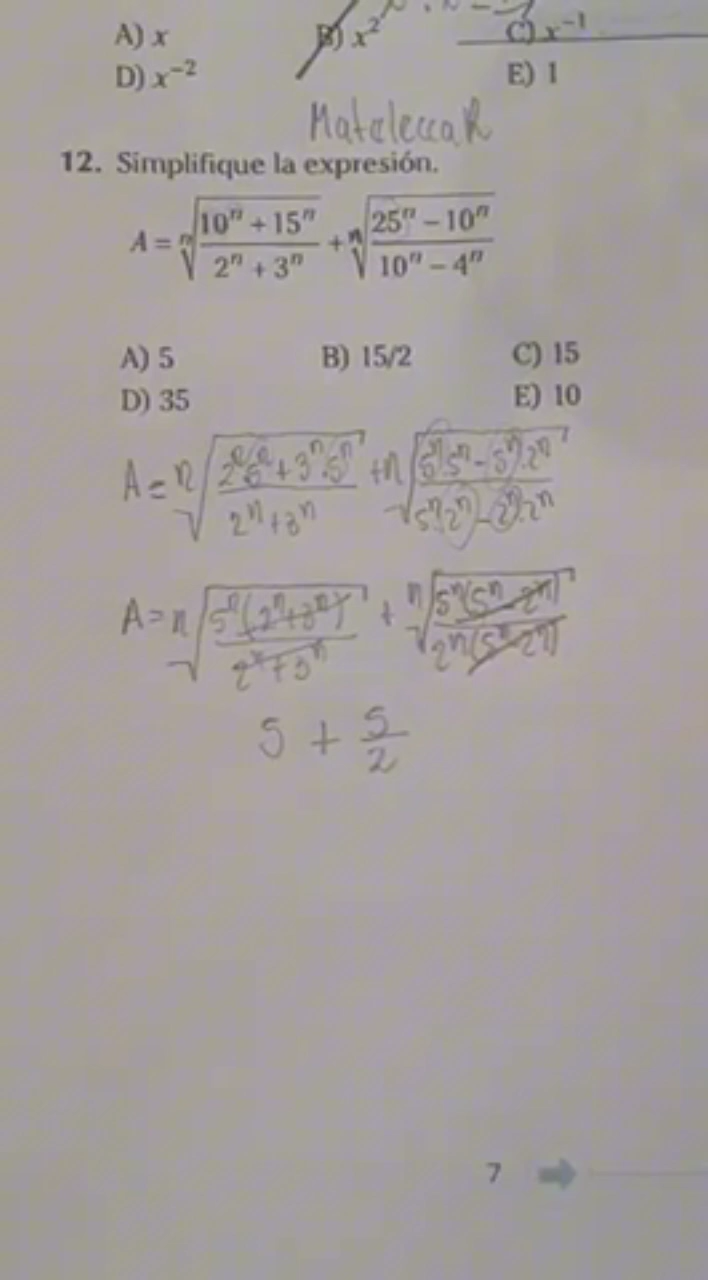 A) x B) x² C) x⁻¹
D) x⁻² E) 1
12. Simplifique la expresión.
A = ⁿ√((10ⁿ + 15ⁿ)/(2ⁿ + 3ⁿ)) + ⁿ√((25ⁿ − 10ⁿ)/(10ⁿ − 4ⁿ))
A) 5 B) 15/2 C) 15
D) 35 E) 10
A = ⁿ√((2ⁿ.5ⁿ + 3ⁿ.5ⁿ)/(2ⁿ + 3ⁿ)) + ⁿ√((5ⁿ.5ⁿ − 5ⁿ.2ⁿ)/(5ⁿ.2ⁿ − 2ⁿ.2ⁿ))
A = ⁿ√(5ⁿ(2ⁿ + 3ⁿ)/(2ⁿ + 3ⁿ)) + ⁿ√(5ⁿ(5ⁿ − 2ⁿ)/(2ⁿ(5ⁿ − 2ⁿ)))
5 + 5/2
7